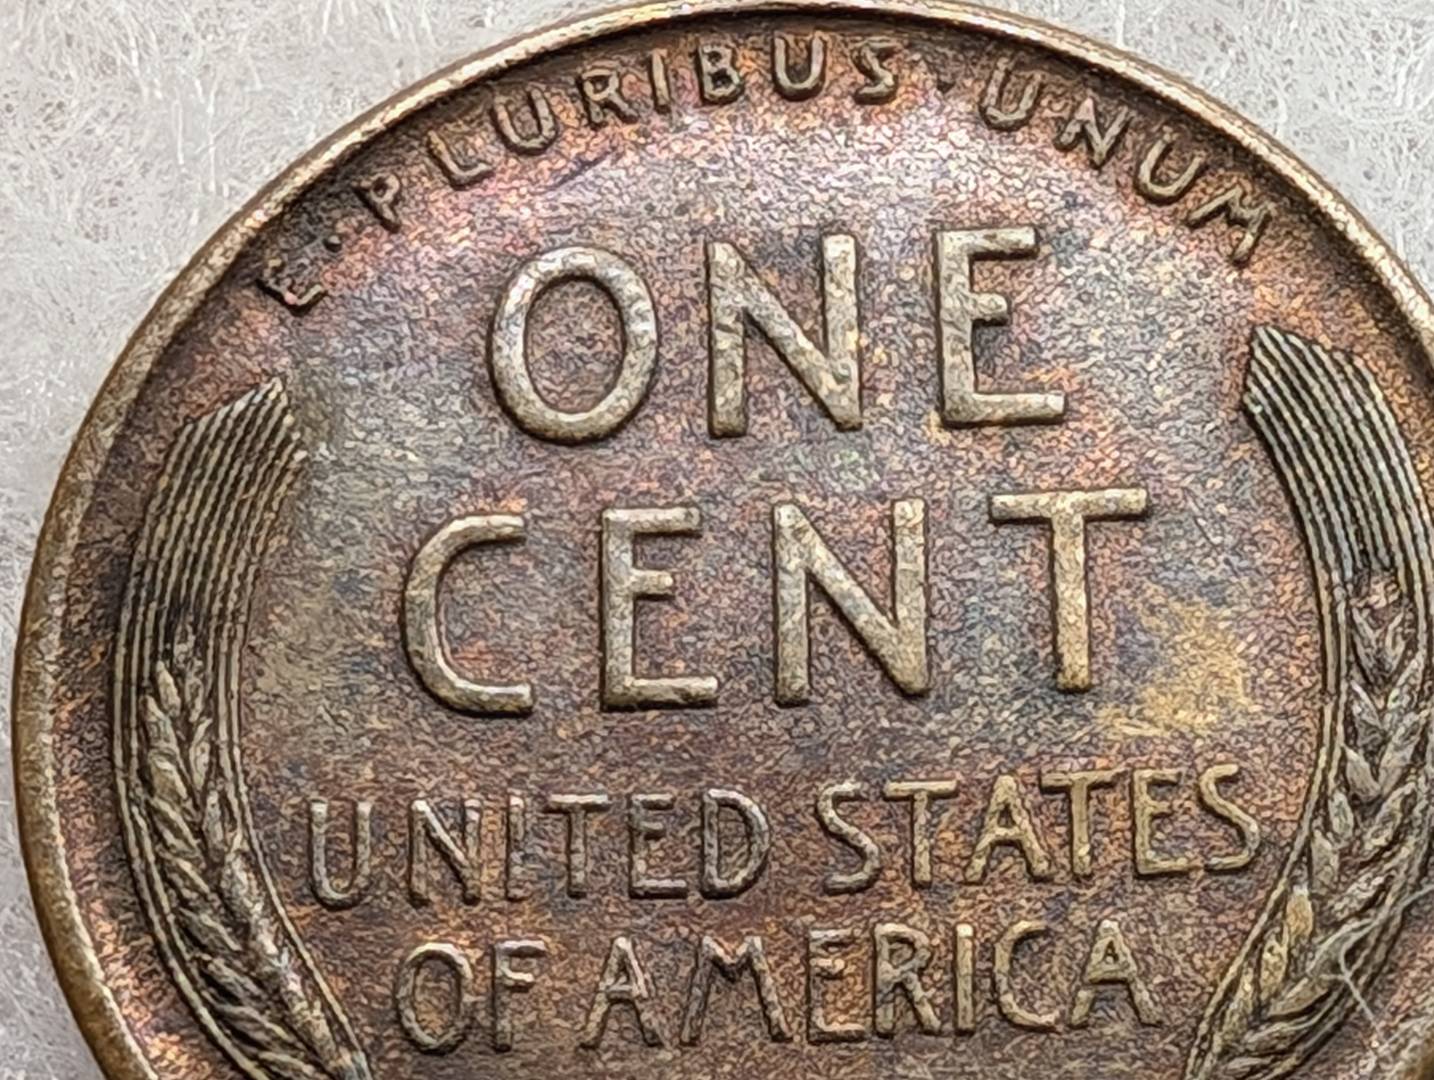 E · PLURIBUS · UNUM
ONE
CENT
UNITED STATES
OF AMERICA